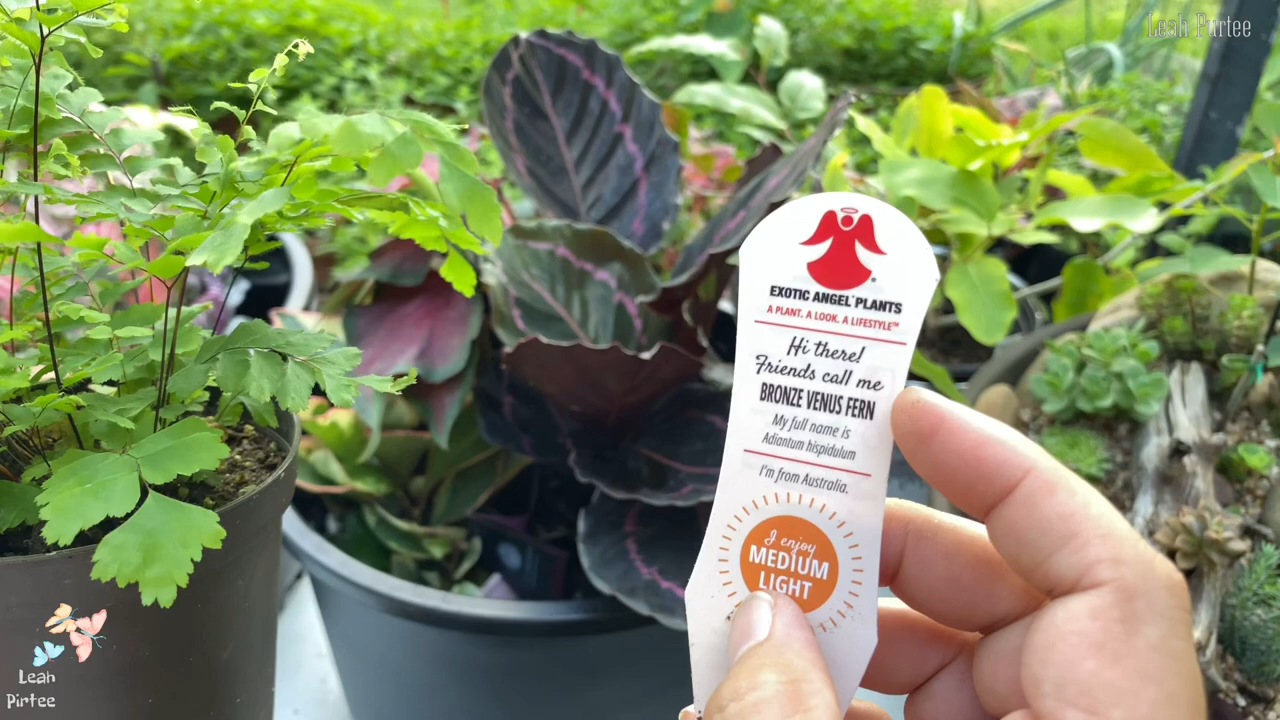 Leah Pirtee
EXOTIC ANGEL® PLANTS
A PLANT. A LOOK. A LIFESTYLE™
Hi there!
Friends call me
BRONZE VENUS FERN
My full name is
Adiantum hispidulum
I'm from Australia.
I enjoy
MEDIUM
LIGHT
Leah
Pirtee